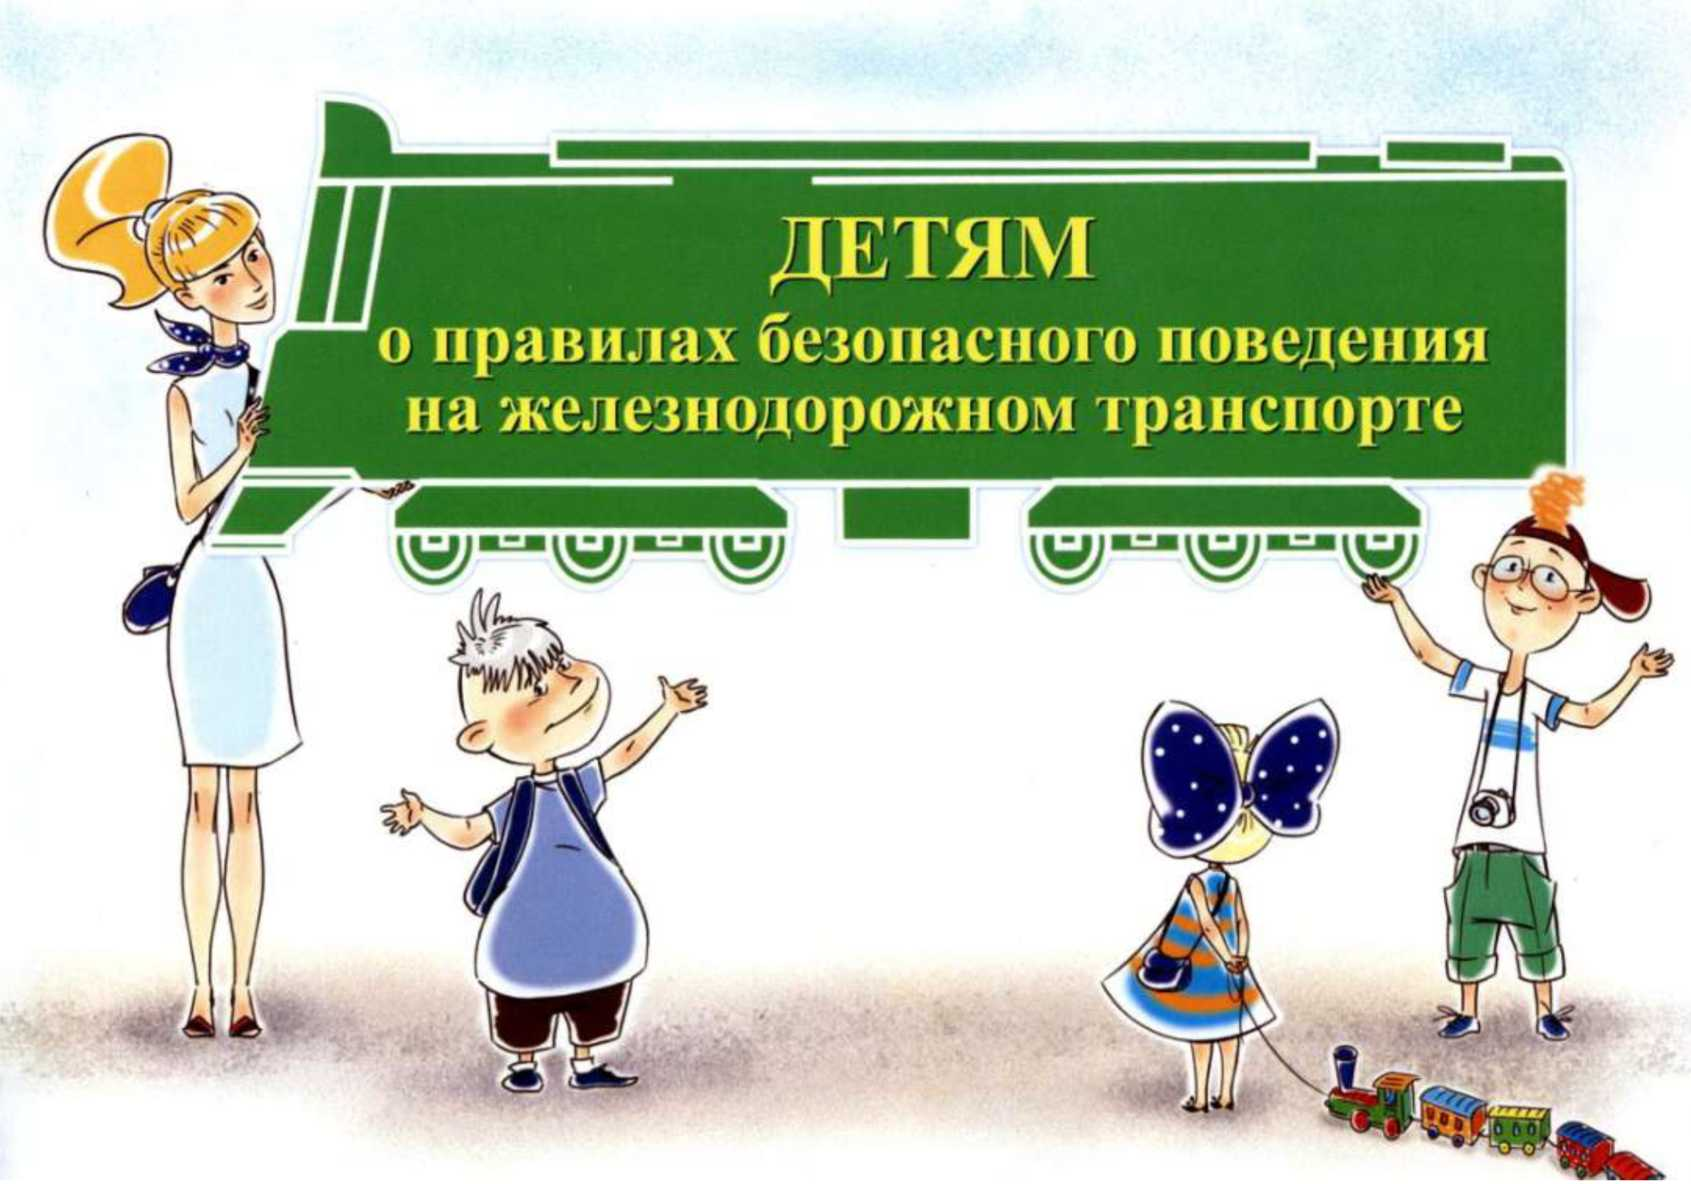 ДЕТЯМ
о правилах безопасного поведения
на железнодорожном транспорте